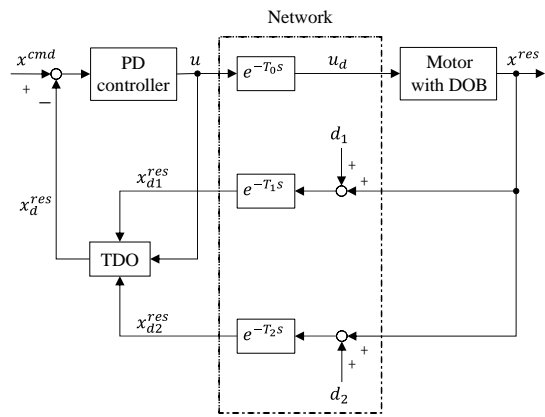 Network
x^{cmd}
+
−
PD
controller
u
e^{-T_0 s}
u_d
Motor
with DOB
x^{res}
d_1
+
+
x_{d1}^{res}
e^{-T_1 s}
x_d^{res}
TDO
x_{d2}^{res}
e^{-T_2 s}
+
+
d_2